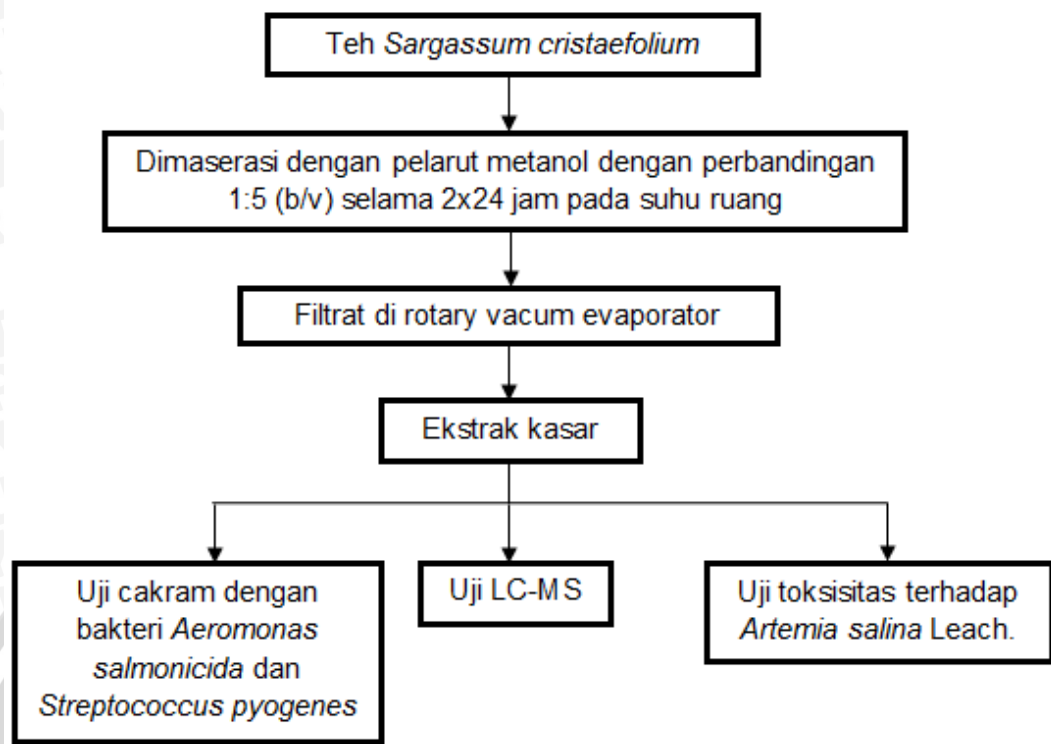 Teh Sargassum cristaefolium
Dimaserasi dengan pelarut metanol dengan perbandingan
1:5 (b/v) selama 2x24 jam pada suhu ruang
Filtrat di rotary vacum evaporator
Ekstrak kasar
Uji cakram dengan
bakteri Aeromonas
salmonicida dan
Streptococcus pyogenes
Uji LC-MS
Uji toksisitas terhadap
Artemia salina Leach.